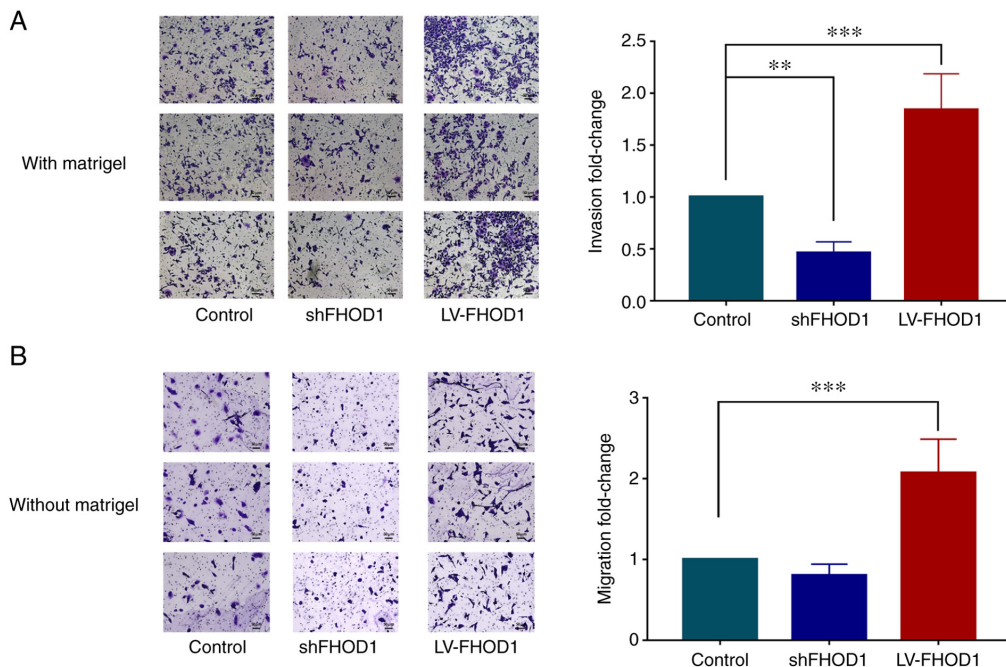 A
With matrigel
Control
shFHOD1
LV-FHOD1
Invasion fold-change
2.5
2.0
1.5
1.0
0.5
0.0
**
***
Control
shFHOD1
LV-FHOD1
B
Without matrigel
Control
shFHOD1
LV-FHOD1
Migration fold-change
3
2
1
0
***
Control
shFHOD1
LV-FHOD1